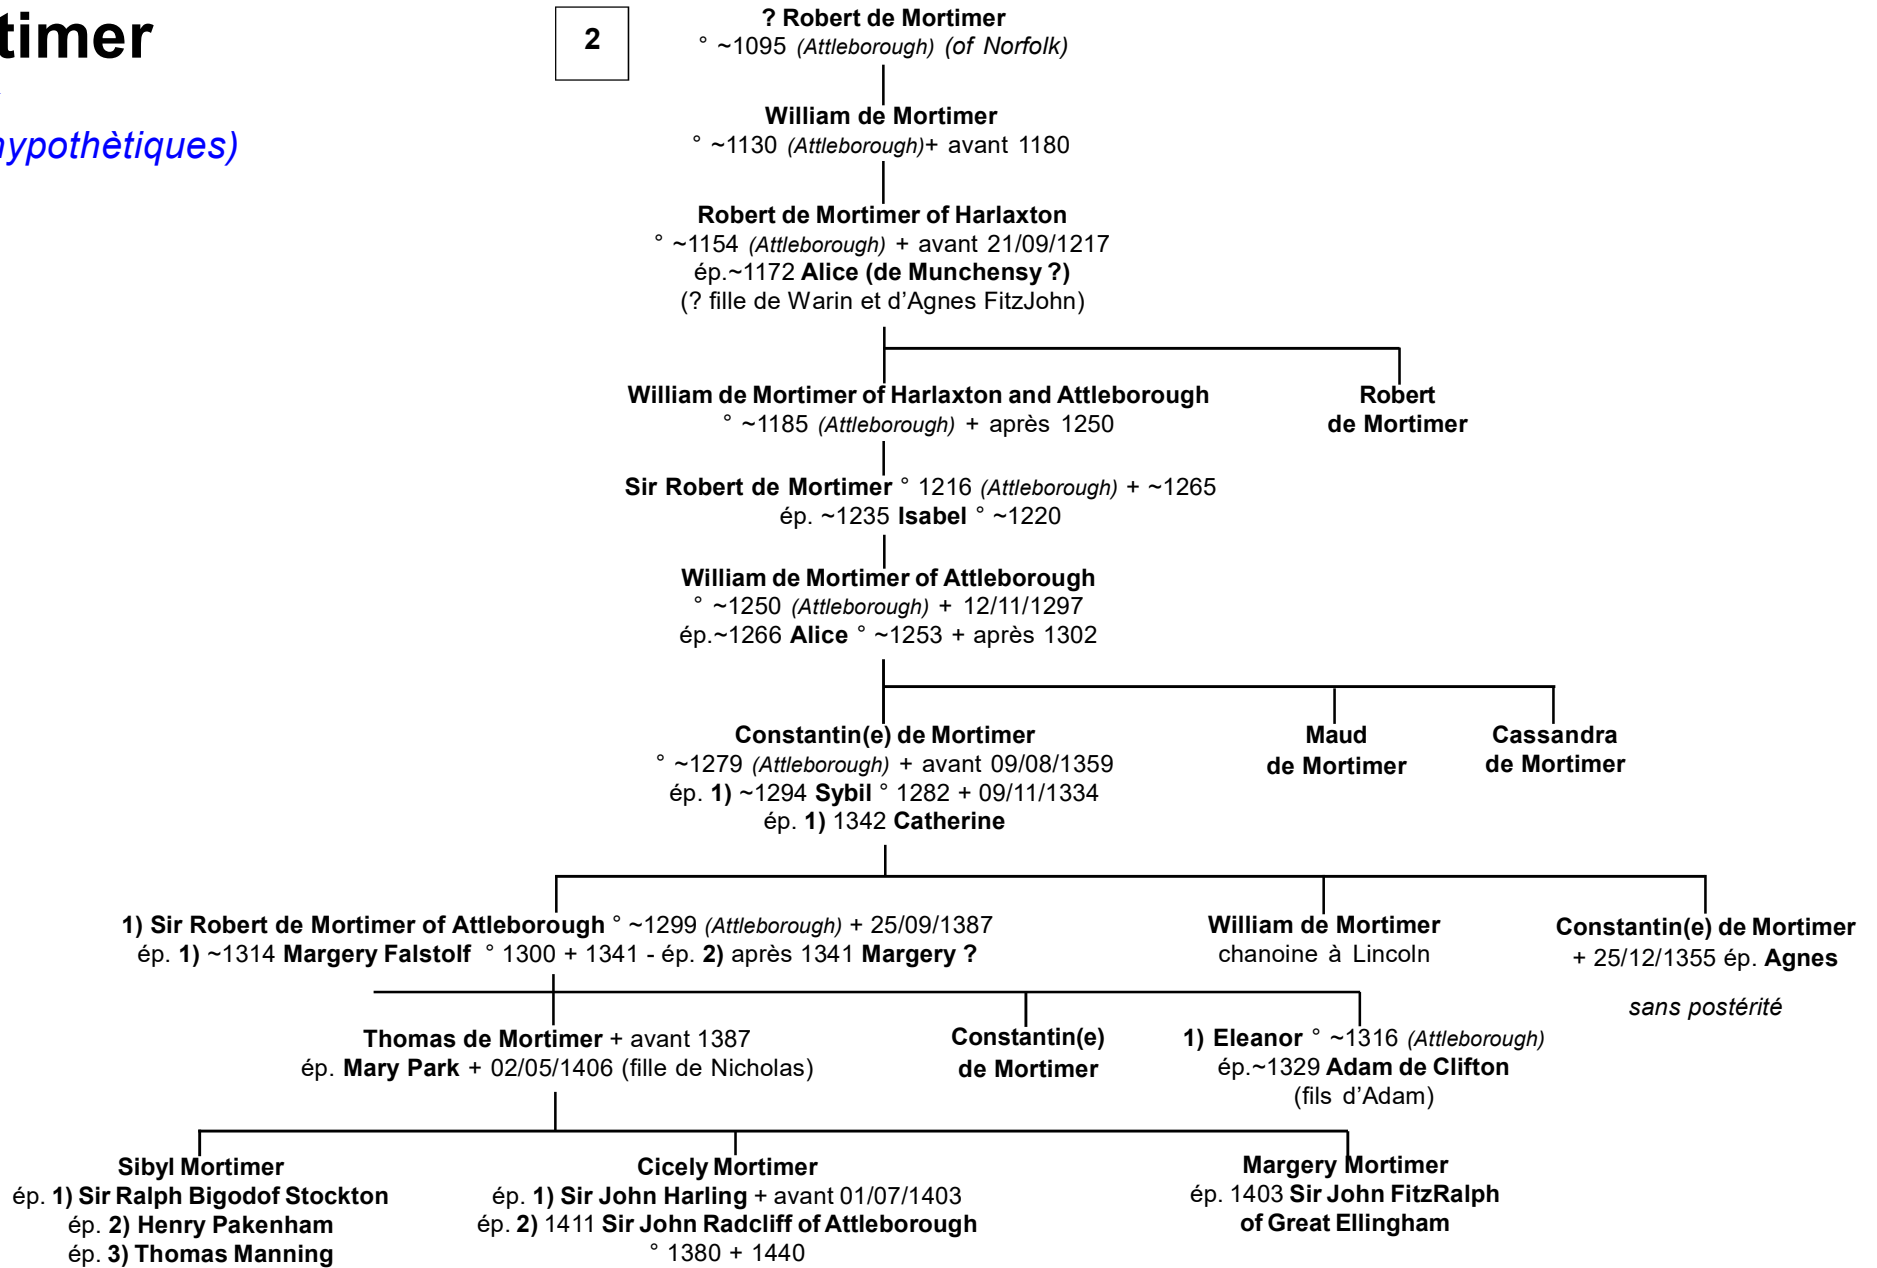 timer
hypothètiques)
2
? Robert de Mortimer
° ~1095 (Attleborough) (of Norfolk)
William de Mortimer
° ~1130 (Attleborough)+ avant 1180
Robert de Mortimer of Harlaxton
° ~1154 (Attleborough) + avant 21/09/1217
ép.~1172 Alice (de Munchensy ?)
(? fille de Warin et d’Agnes FitzJohn)
William de Mortimer of Harlaxton and Attleborough
° ~1185 (Attleborough) + après 1250
Robert
de Mortimer
Sir Robert de Mortimer ° 1216 (Attleborough) + ~1265
ép. ~1235 Isabel ° ~1220
William de Mortimer of Attleborough
° ~1250 (Attleborough) + 12/11/1297
ép.~1266 Alice ° ~1253 + après 1302
Constantin(e) de Mortimer
° ~1279 (Attleborough) + avant 09/08/1359
ép. 1) ~1294 Sybil ° 1282 + 09/11/1334
ép. 1) 1342 Catherine
Maud
de Mortimer
Cassandra
de Mortimer
1) Sir Robert de Mortimer of Attleborough ° ~1299 (Attleborough) + 25/09/1387
ép. 1) ~1314 Margery Falstolf ° 1300 + 1341 - ép. 2) après 1341 Margery ?
William de Mortimer
chanoine à Lincoln
Constantin(e) de Mortimer
+ 25/12/1355 ép. Agnes
sans postérité
Thomas de Mortimer + avant 1387
ép. Mary Park + 02/05/1406 (fille de Nicholas)
Constantin(e)
de Mortimer
1) Eleanor ° ~1316 (Attleborough)
ép.~1329 Adam de Clifton
(fils d’Adam)
Sibyl Mortimer
ép. 1) Sir Ralph Bigodof Stockton
ép. 2) Henry Pakenham
ép. 3) Thomas Manning
Cicely Mortimer
ép. 1) Sir John Harling + avant 01/07/1403
ép. 2) 1411 Sir John Radcliff of Attleborough
° 1380 + 1440
Margery Mortimer
ép. 1403 Sir John FitzRalph
of Great Ellingham